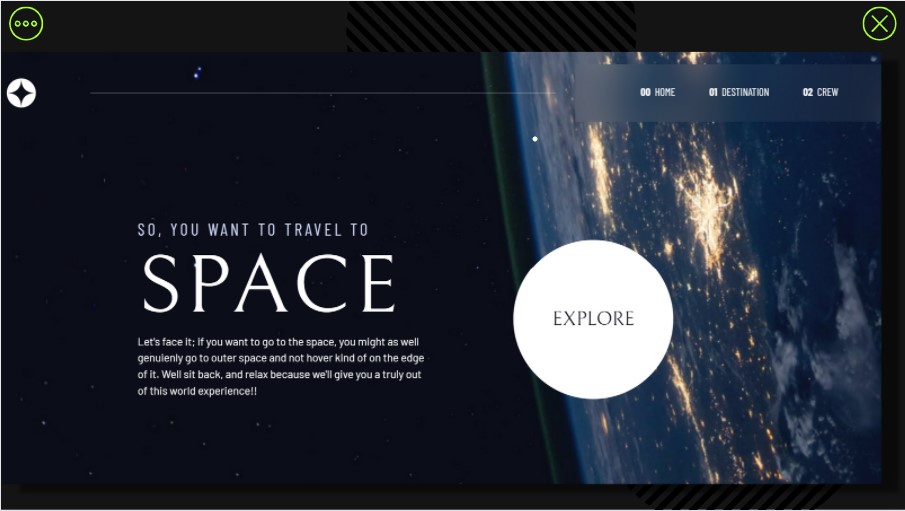 00 HOME 01 DESTINATION 02 CREW
SO, YOU WANT TO TRAVEL TO
SPACE
Let's face it; if you want to go to the space, you might as well
genuienly go to outer space and not hover kind of on the edge
of it. Well sit back, and relax because we'll give you a truly out
of this world experience!!
EXPLORE